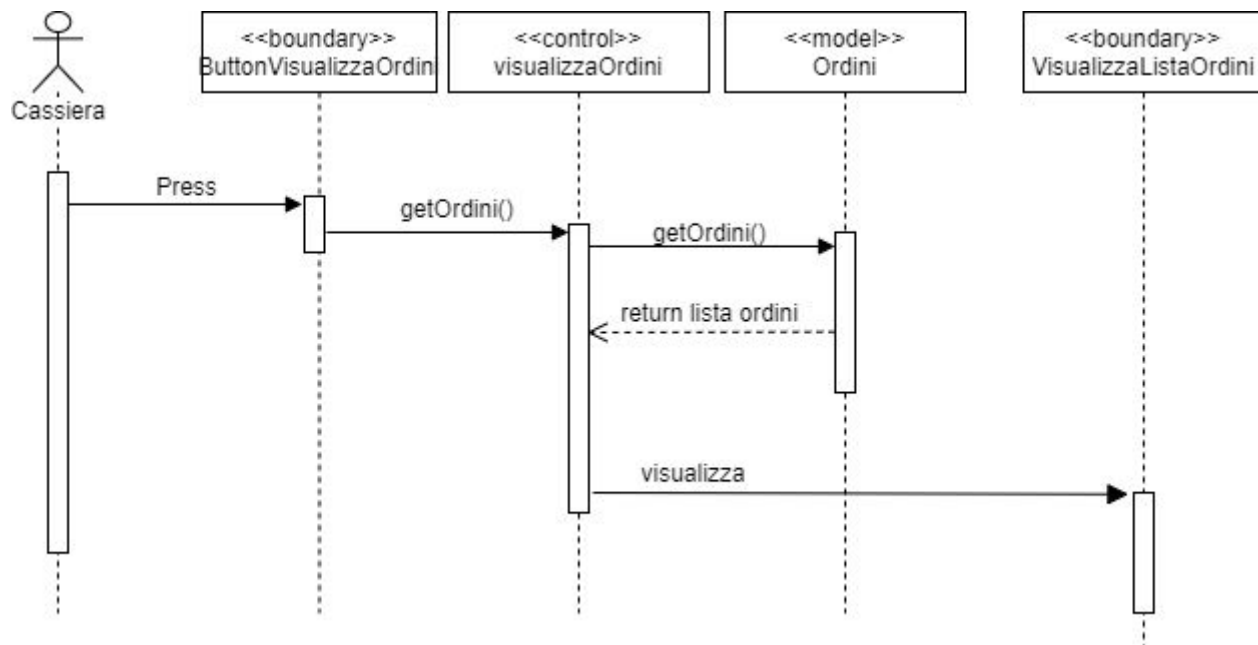 <<boundary>>
ButtonVisualizzaOrdini
<<control>>
visualizzaOrdini
<<model>>
Ordini
<<boundary>>
VisualizzaListaOrdini
Cassiera
Press
getOrdini()
getOrdini()
return lista ordini
visualizza